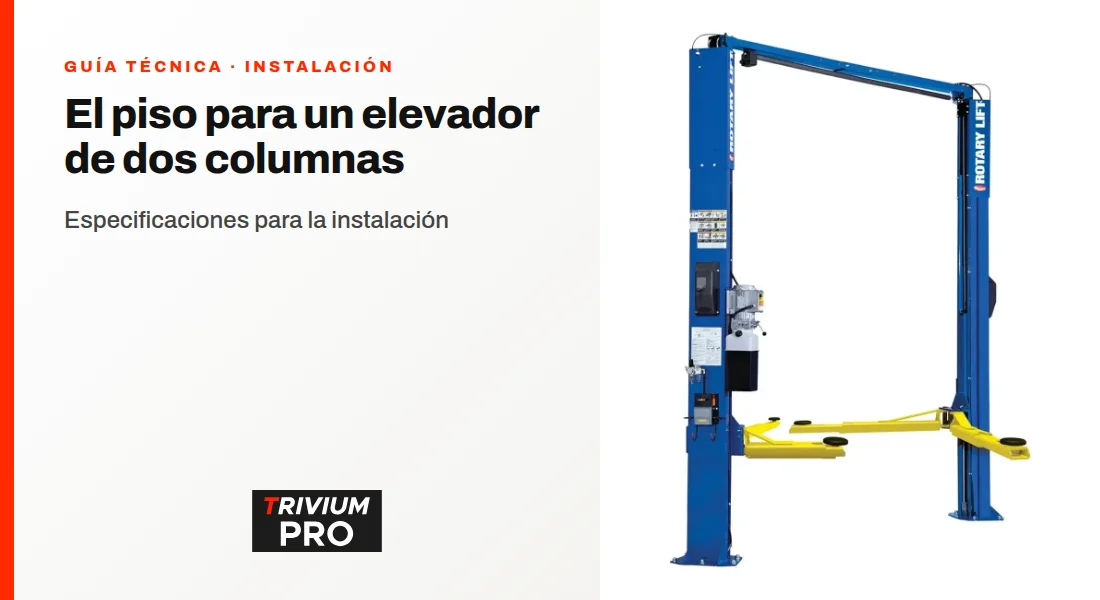 GUÍA TÉCNICA · INSTALACIÓN
El piso para un elevador
de dos columnas
Especificaciones para la instalación
TRIVIUM
PRO
ROTARY LIFT
ROTARY LIFT